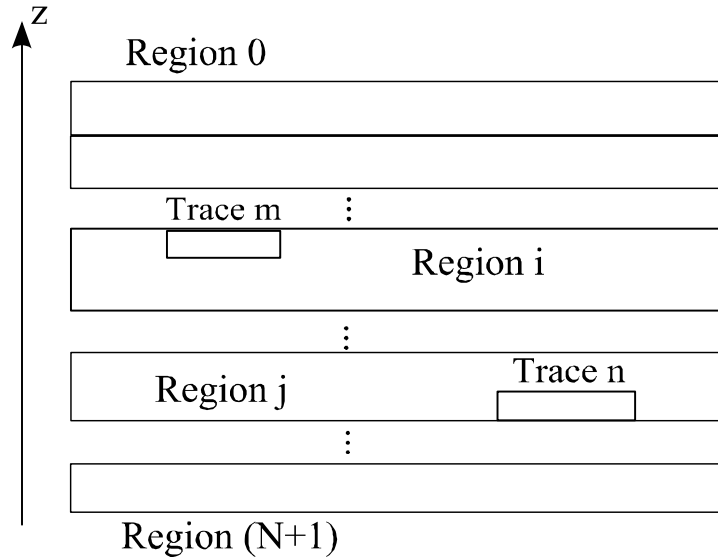 z
Region 0
Trace m
Region i
Trace n
Region j
Region (N+1)